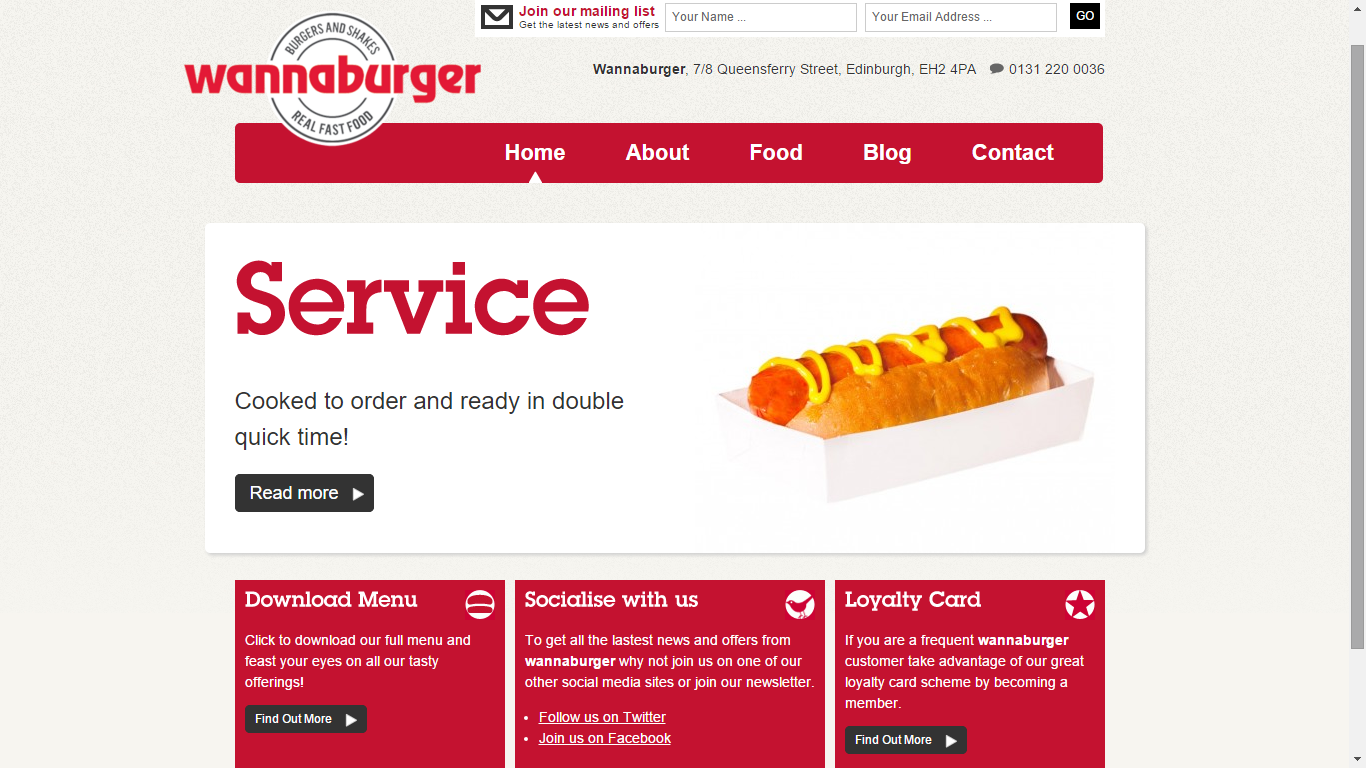 Join our mailing list
Get the latest news and offers
Your Name ...
Your Email Address ...
GO
BURGERS AND SHAKES
wannaburger
REAL FAST FOOD
Wannaburger, 7/8 Queensferry Street, Edinburgh, EH2 4PA 0131 220 0036
Home About Food Blog Contact
Service
Cooked to order and ready in double
quick time!
Read more
Download Menu
Click to download our full menu and
feast your eyes on all our tasty
offerings!
Find Out More
Socialise with us
To get all the lastest news and offers from
wannaburger why not join us on one of our
other social media sites or join our newsletter.
• Follow us on Twitter
• Join us on Facebook
Loyalty Card
If you are a frequent wannaburger
customer take advantage of our great
loyalty card scheme by becoming a
member.
Find Out More